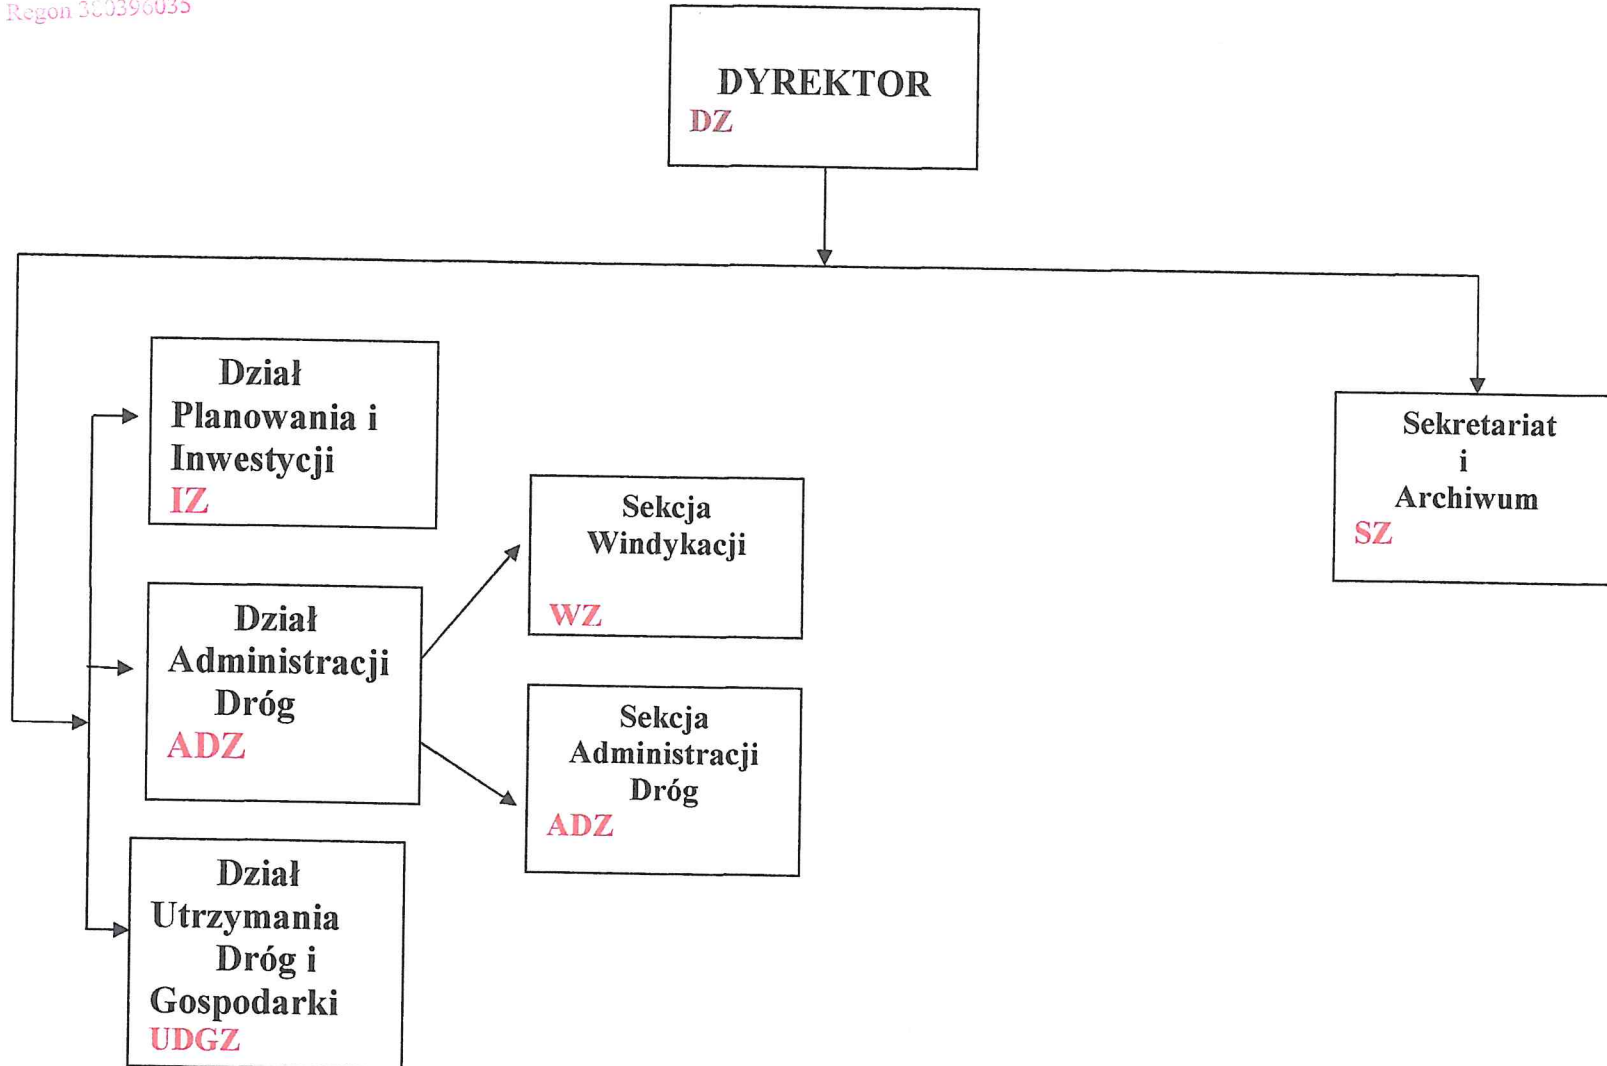 Regon
DYREKTOR
DZ
Dział
Planowania i
Inwestycji
IZ
Dział
Administracji
Dróg
ADZ
Dział
Utrzymania
Dróg i
Gospodarki
UDGZ
Sekcja
Windykacji
WZ
Sekcja
Administracji
Dróg
ADZ
Sekretariat
i
Archiwum
SZ